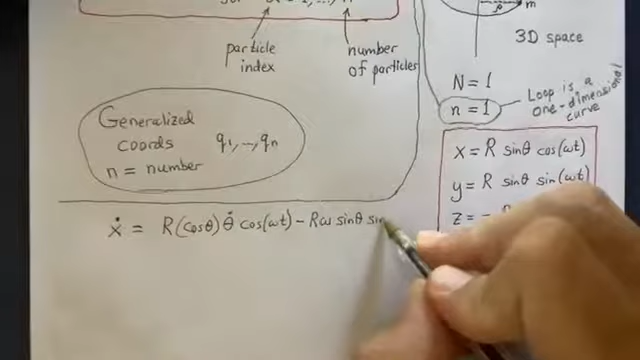 particle
index
number
of particles
Generalized
coords q₁, ..., qₙ
n = number
m
3D space
N = 1
n = 1
Loop is a
one-dimensional
curve
x = R sinθ cos(ωt)
y = R sinθ sin(ωt)
z = -
ẋ = R(cosθ)θ̇ cos(ωt) - Rω sinθ sin